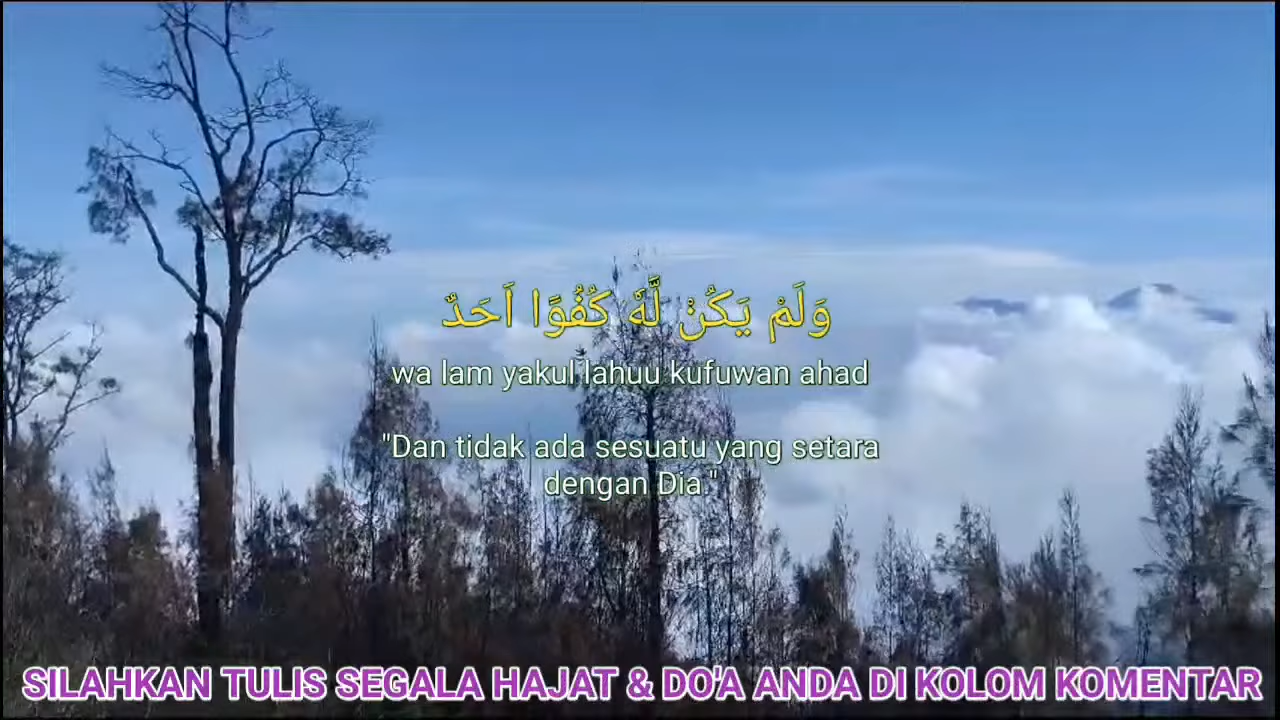 وَلَمْ يَكُنْ لَّهٗ كُفُوًا اَحَدٌ
wa lam yakul lahuu kufuwan ahad
"Dan tidak ada sesuatu yang setara
dengan Dia."
SILAHKAN TULIS SEGALA HAJAT & DO'A ANDA DI KOLOM KOMENTAR